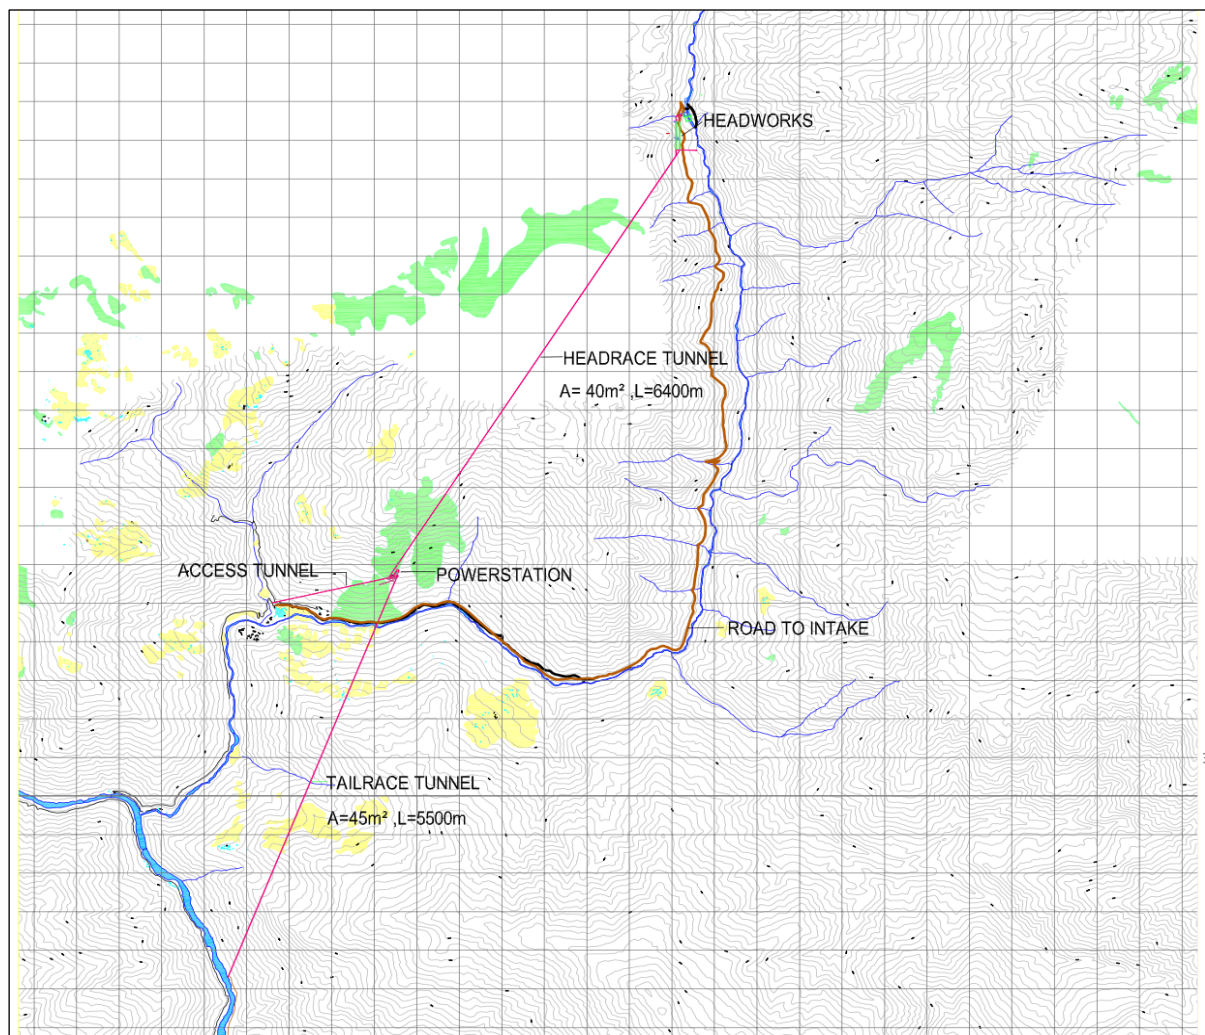 HEADWORKS
HEADRACE TUNNEL
A= 40m² ,L=6400m
ACCESS TUNNEL
POWERSTATION
ROAD TO INTAKE
TAILRACE TUNNEL
A=45m² ,L=5500m